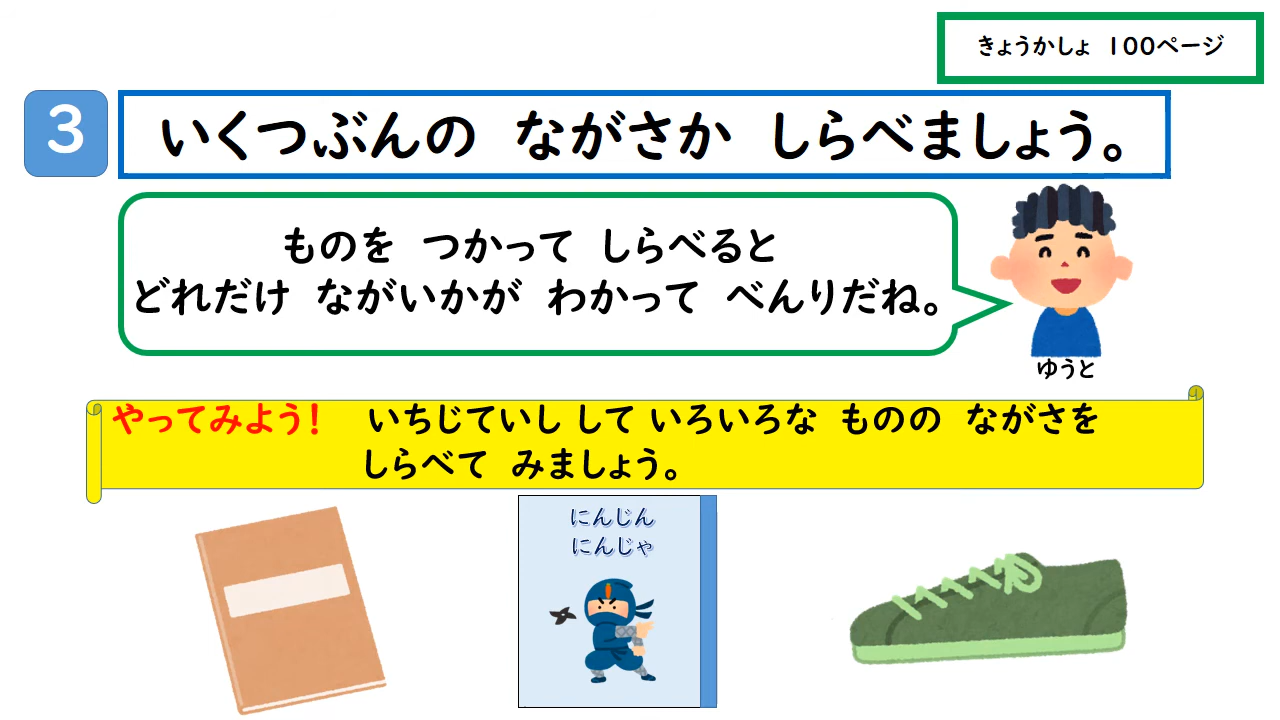 きょうかしょ 100ページ
3
いくつぶんの ながさか しらべましょう。
ものを つかって しらべると
どれだけ ながいかが わかって べんりだね。
ゆうと
やってみよう! いちじていし して いろいろな ものの ながさを
しらべて みましょう。
にんじん
にんじゃ